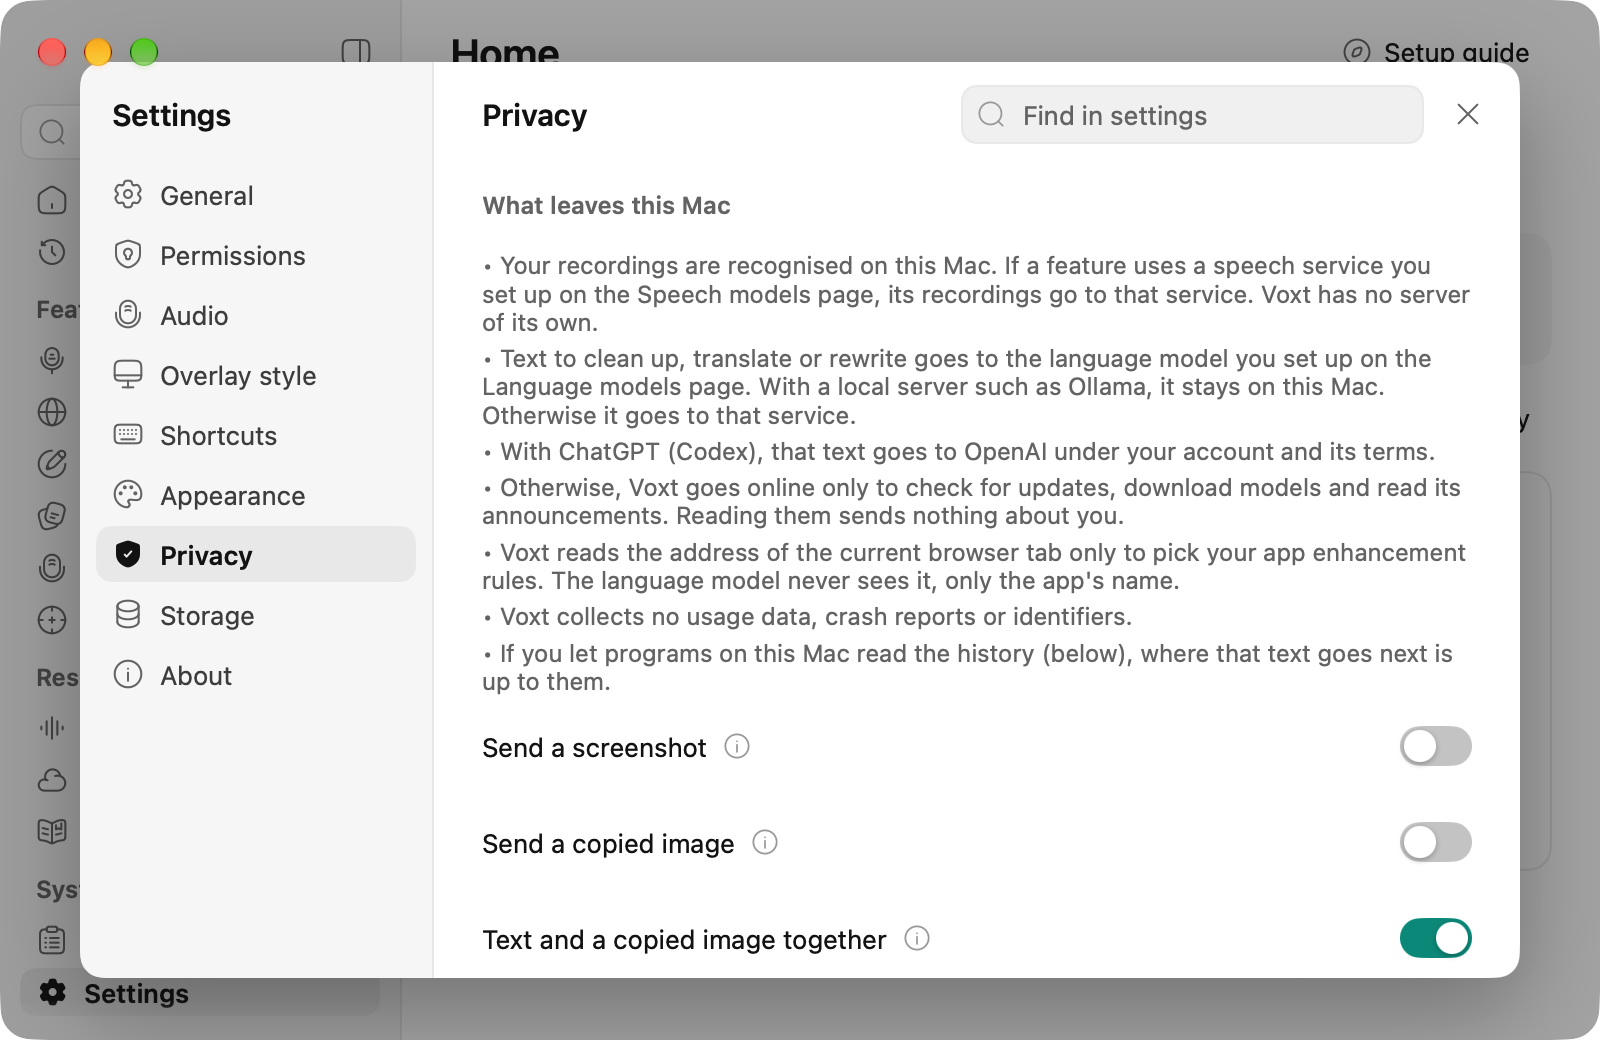 Home
Setup guide
Settings
General
Permissions
Audio
Overlay style
Shortcuts
Appearance
Privacy
Storage
About
Privacy
Find in settings
What leaves this Mac
• Your recordings are recognised on this Mac. If a feature uses a speech service you
set up on the Speech models page, its recordings go to that service. Voxt has no server
of its own.
• Text to clean up, translate or rewrite goes to the language model you set up on the
Language models page. With a local server such as Ollama, it stays on this Mac.
Otherwise it goes to that service.
• With ChatGPT (Codex), that text goes to OpenAI under your account and its terms.
• Otherwise, Voxt goes online only to check for updates, download models and read its
announcements. Reading them sends nothing about you.
• Voxt reads the address of the current browser tab only to pick your app enhancement
rules. The language model never sees it, only the app's name.
• Voxt collects no usage data, crash reports or identifiers.
• If you let programs on this Mac read the history (below), where that text goes next is
up to them.
Send a screenshot
Send a copied image
Text and a copied image together
Settings